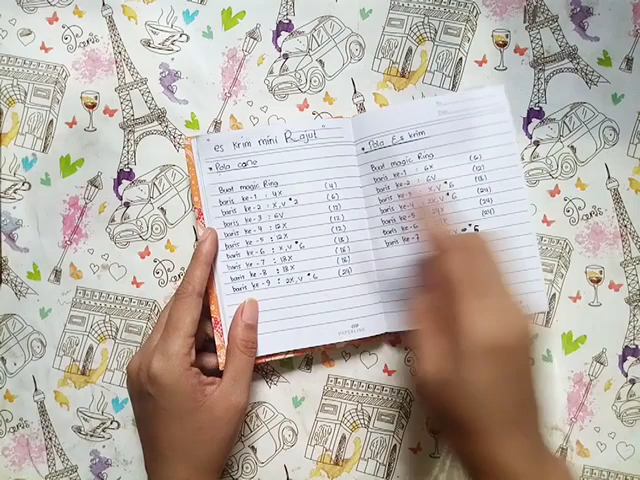 "es krim mini Rajut"
• Pola cone
Buat magic Ring (4)
baris ke-1 : 4X (6)
baris ke-2 : X, V *2
baris ke-3 : 6V (12)
baris ke-4 : 12X (12)
baris ke-5 : 12X (12)
baris ke-6 : X, V *6 (18)
baris ke-7 : 18X (18)
baris ke-8 : 18X (18)
baris ke-9 : 2X, V *6 (24)
PAPERLINE
• Pola Es krim
Buat magic Ring (6)
baris ke-1 : 6X (12)
baris ke-2 : 6V (18)
baris ke-3 : X, V *6 (24)
baris ke-4 : 2X, V *6 (24)
baris ke-5 : 24X (24)
baris ke-6
baris ke-7
Paris